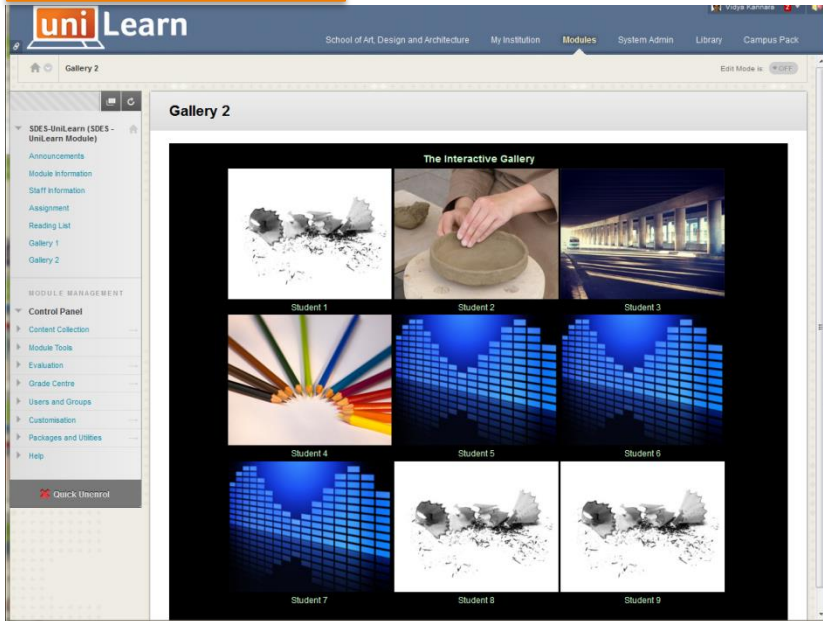 uniLearn
Vidya Kannara 2
School of Art, Design and Architecture My Institution Modules System Admin Library Campus Pack
Gallery 2
Edit Mode is: OFF
Gallery 2
SDES-UniLearn (SDES -
UniLearn Module)
Announcements
Module Information
Staff Information
Assignment
Reading List
Gallery 1
Gallery 2
MODULE MANAGEMENT
Control Panel
Content Collection
Module Tools
Evaluation
Grade Centre
Users and Groups
Customisation
Packages and Utilities
Help
Quick Unenrol
The Interactive Gallery
Student 1 Student 2 Student 3
Student 4 Student 5 Student 6
Student 7 Student 8 Student 9